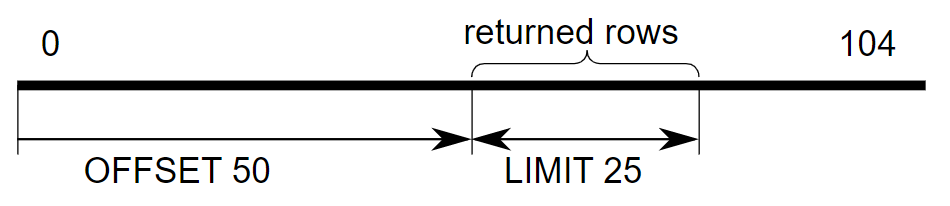 returned rows
0
104
OFFSET 50
LIMIT 25